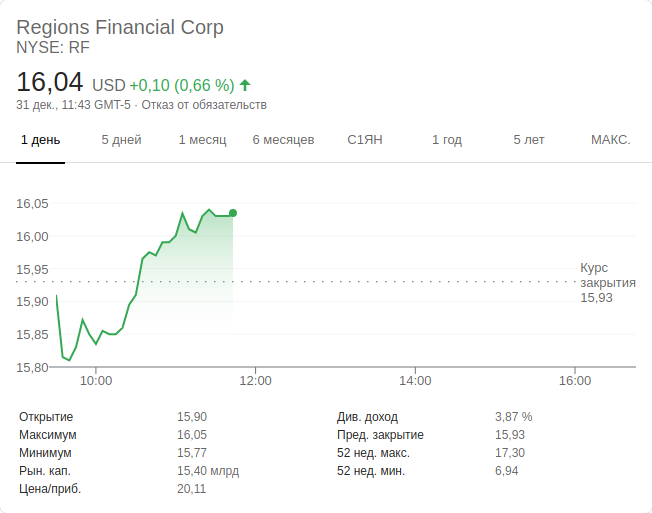 Regions Financial Corp
NYSE: RF
16,04 USD +0,10 (0,66 %)
31 дек., 11:43 GMT-5 · Отказ от обязательств
1 день 5 дней 1 месяц 6 месяцев С1ЯН 1 год 5 лет МАКС.
16,05
16,00
15,95
15,90
15,85
15,80
Курс
закрытия
15,93
10:00 12:00 14:00 16:00
Открытие 15,90
Максимум 16,05
Минимум 15,77
Рын. кап. 15,40 млрд
Цена/приб. 20,11
Див. доход 3,87 %
Пред. закрытие 15,93
52 нед. макс. 17,30
52 нед. мин. 6,94